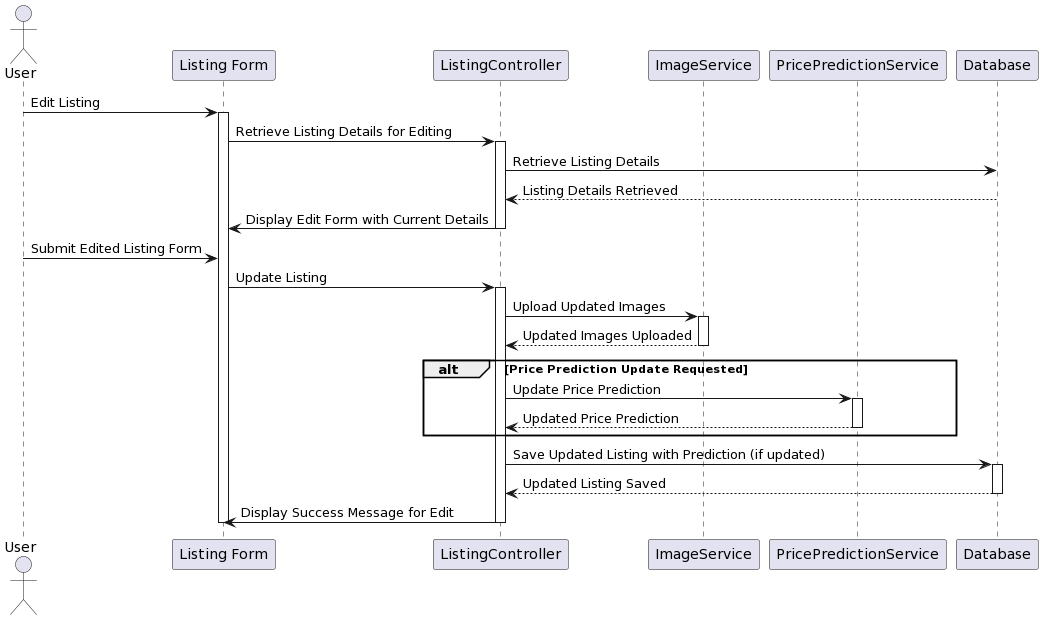 User
Listing Form
ListingController
ImageService
PricePredictionService
Database
Edit Listing
Retrieve Listing Details for Editing
Retrieve Listing Details
Listing Details Retrieved
Display Edit Form with Current Details
Submit Edited Listing Form
Update Listing
Upload Updated Images
Updated Images Uploaded
alt
[Price Prediction Update Requested]
Update Price Prediction
Updated Price Prediction
Save Updated Listing with Prediction (if updated)
Updated Listing Saved
Display Success Message for Edit
User
Listing Form
ListingController
ImageService
PricePredictionService
Database